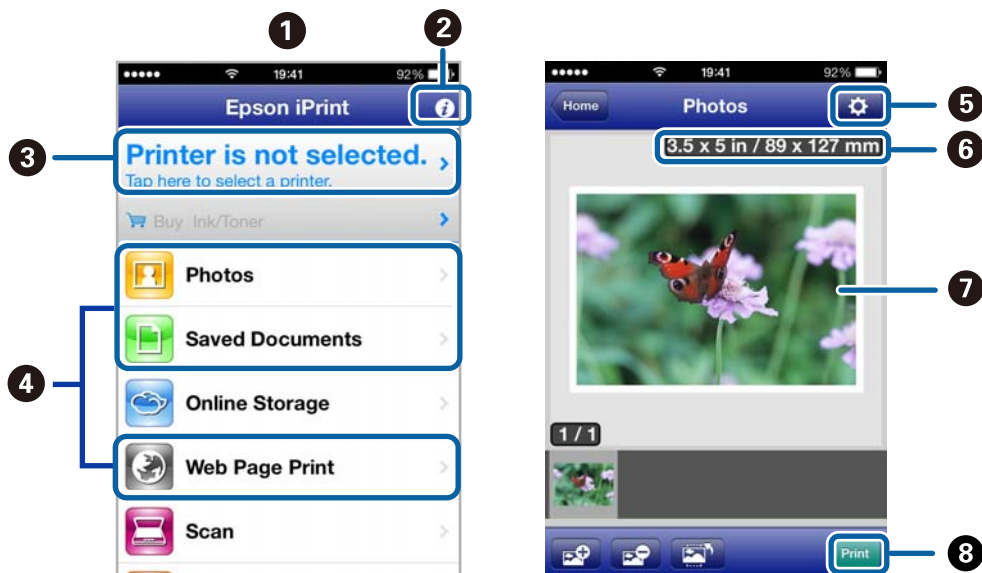 1
2
19:41
92%
Epson iPrint
i
3
Printer is not selected.
Tap here to select a printer.
Buy Ink/Toner
Photos
Saved Documents
4
Online Storage
Web Page Print
Scan
19:41
92%
Home
Photos
5
3.5 x 5 in / 89 x 127 mm
6
7
1 / 1
Print
8